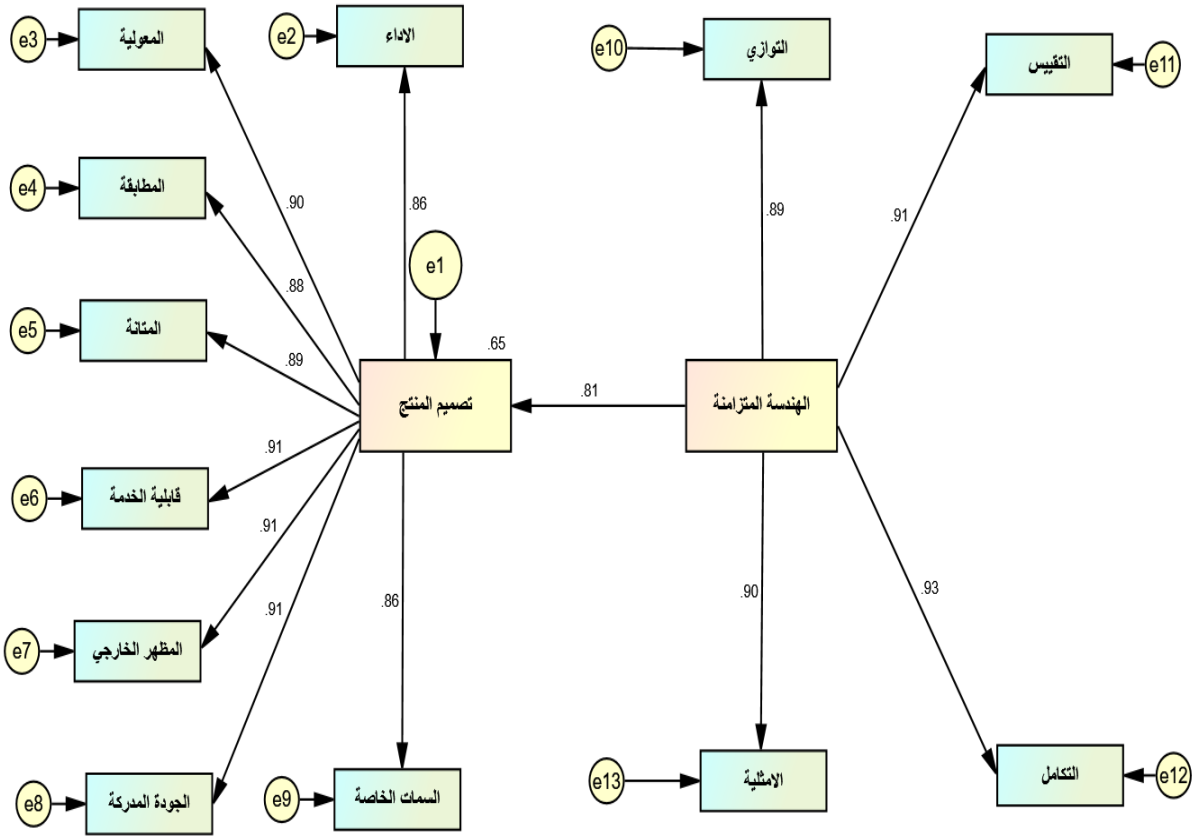 e3
المعولية
e2
الاداء
e10
التوازي
التقييس
e11
e4
المطابقة
.90
.86
.89
.91
e1
.88
e5
المتانة
.89
.65
تصميم المنتج
.81
الهندسة المتزامنة
.91
e6
قابلية الخدمة
.91
.91
.86
.90
.93
e7
المظهر الخارجي
e8
الجودة المدركة
e9
السمات الخاصة
e13
الامثلية
التكامل
e12